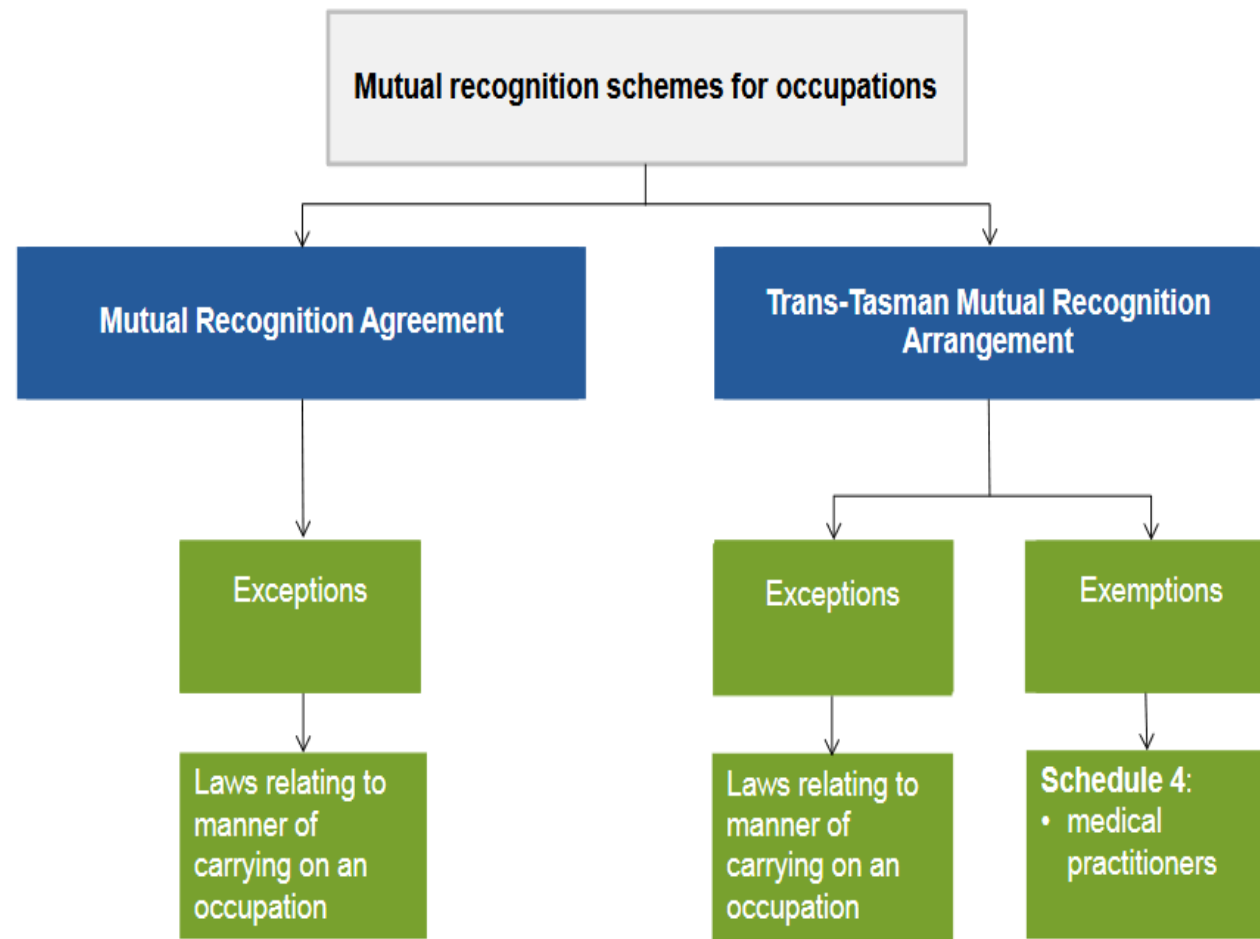 Mutual recognition schemes for occupations
Mutual Recognition Agreement
Trans-Tasman Mutual Recognition
Arrangement
Exceptions
Exceptions
Exemptions
Laws relating to
manner of
carrying on an
occupation
Laws relating to
manner of
carrying on an
occupation
Schedule 4:
• medical
practitioners